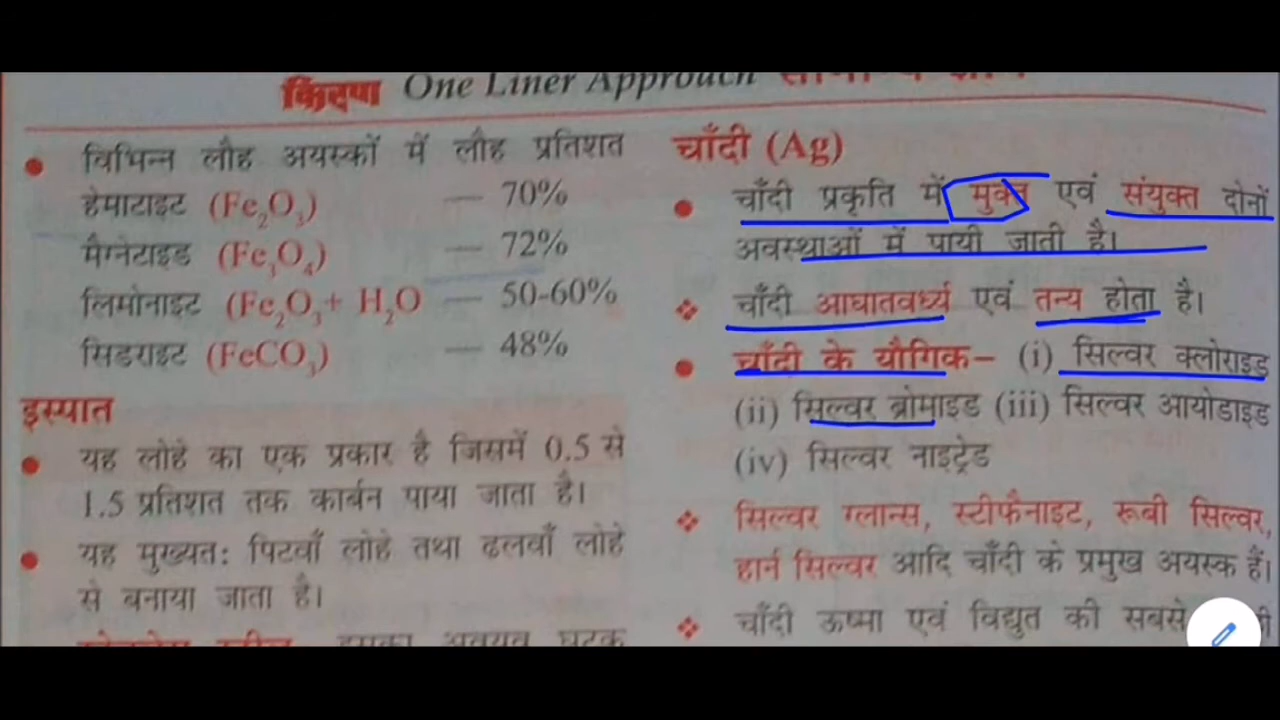 किरण One Liner Approach
विभिन्न लौह अयस्कों में लौह प्रतिशत
हेमाटाइट (Fe₂O₃) — 70%
मैग्नेटाइड (Fe₃O₄) — 72%
लिमोनाइट (Fe₂O₃+ H₂O — 50-60%
सिडराइट (FeCO₃) — 48%
इस्पात
यह लोहे का एक प्रकार है जिसमें 0.5 से
1.5 प्रतिशत तक कार्बन पाया जाता है।
यह मुख्यतः पिटवाँ लोहे तथा ढलवाँ लोहे
से बनाया जाता है।
चाँदी (Ag)
चाँदी प्रकृति में मुक्त एवं संयुक्त दोनों
अवस्थाओं में पायी जाती है।
चाँदी आघातवर्ध्य एवं तन्य होता है।
चाँदी के यौगिक– (i) सिल्वर क्लोराइड
(ii) सिल्वर ब्रोमाइड (iii) सिल्वर आयोडाइड
(iv) सिल्वर नाइट्रेड
सिल्वर ग्लान्स, स्टीफैनाइट, रूबी सिल्वर,
हार्न सिल्वर आदि चाँदी के प्रमुख अयस्क हैं।
चाँदी ऊष्मा एवं विद्युत की सबसे